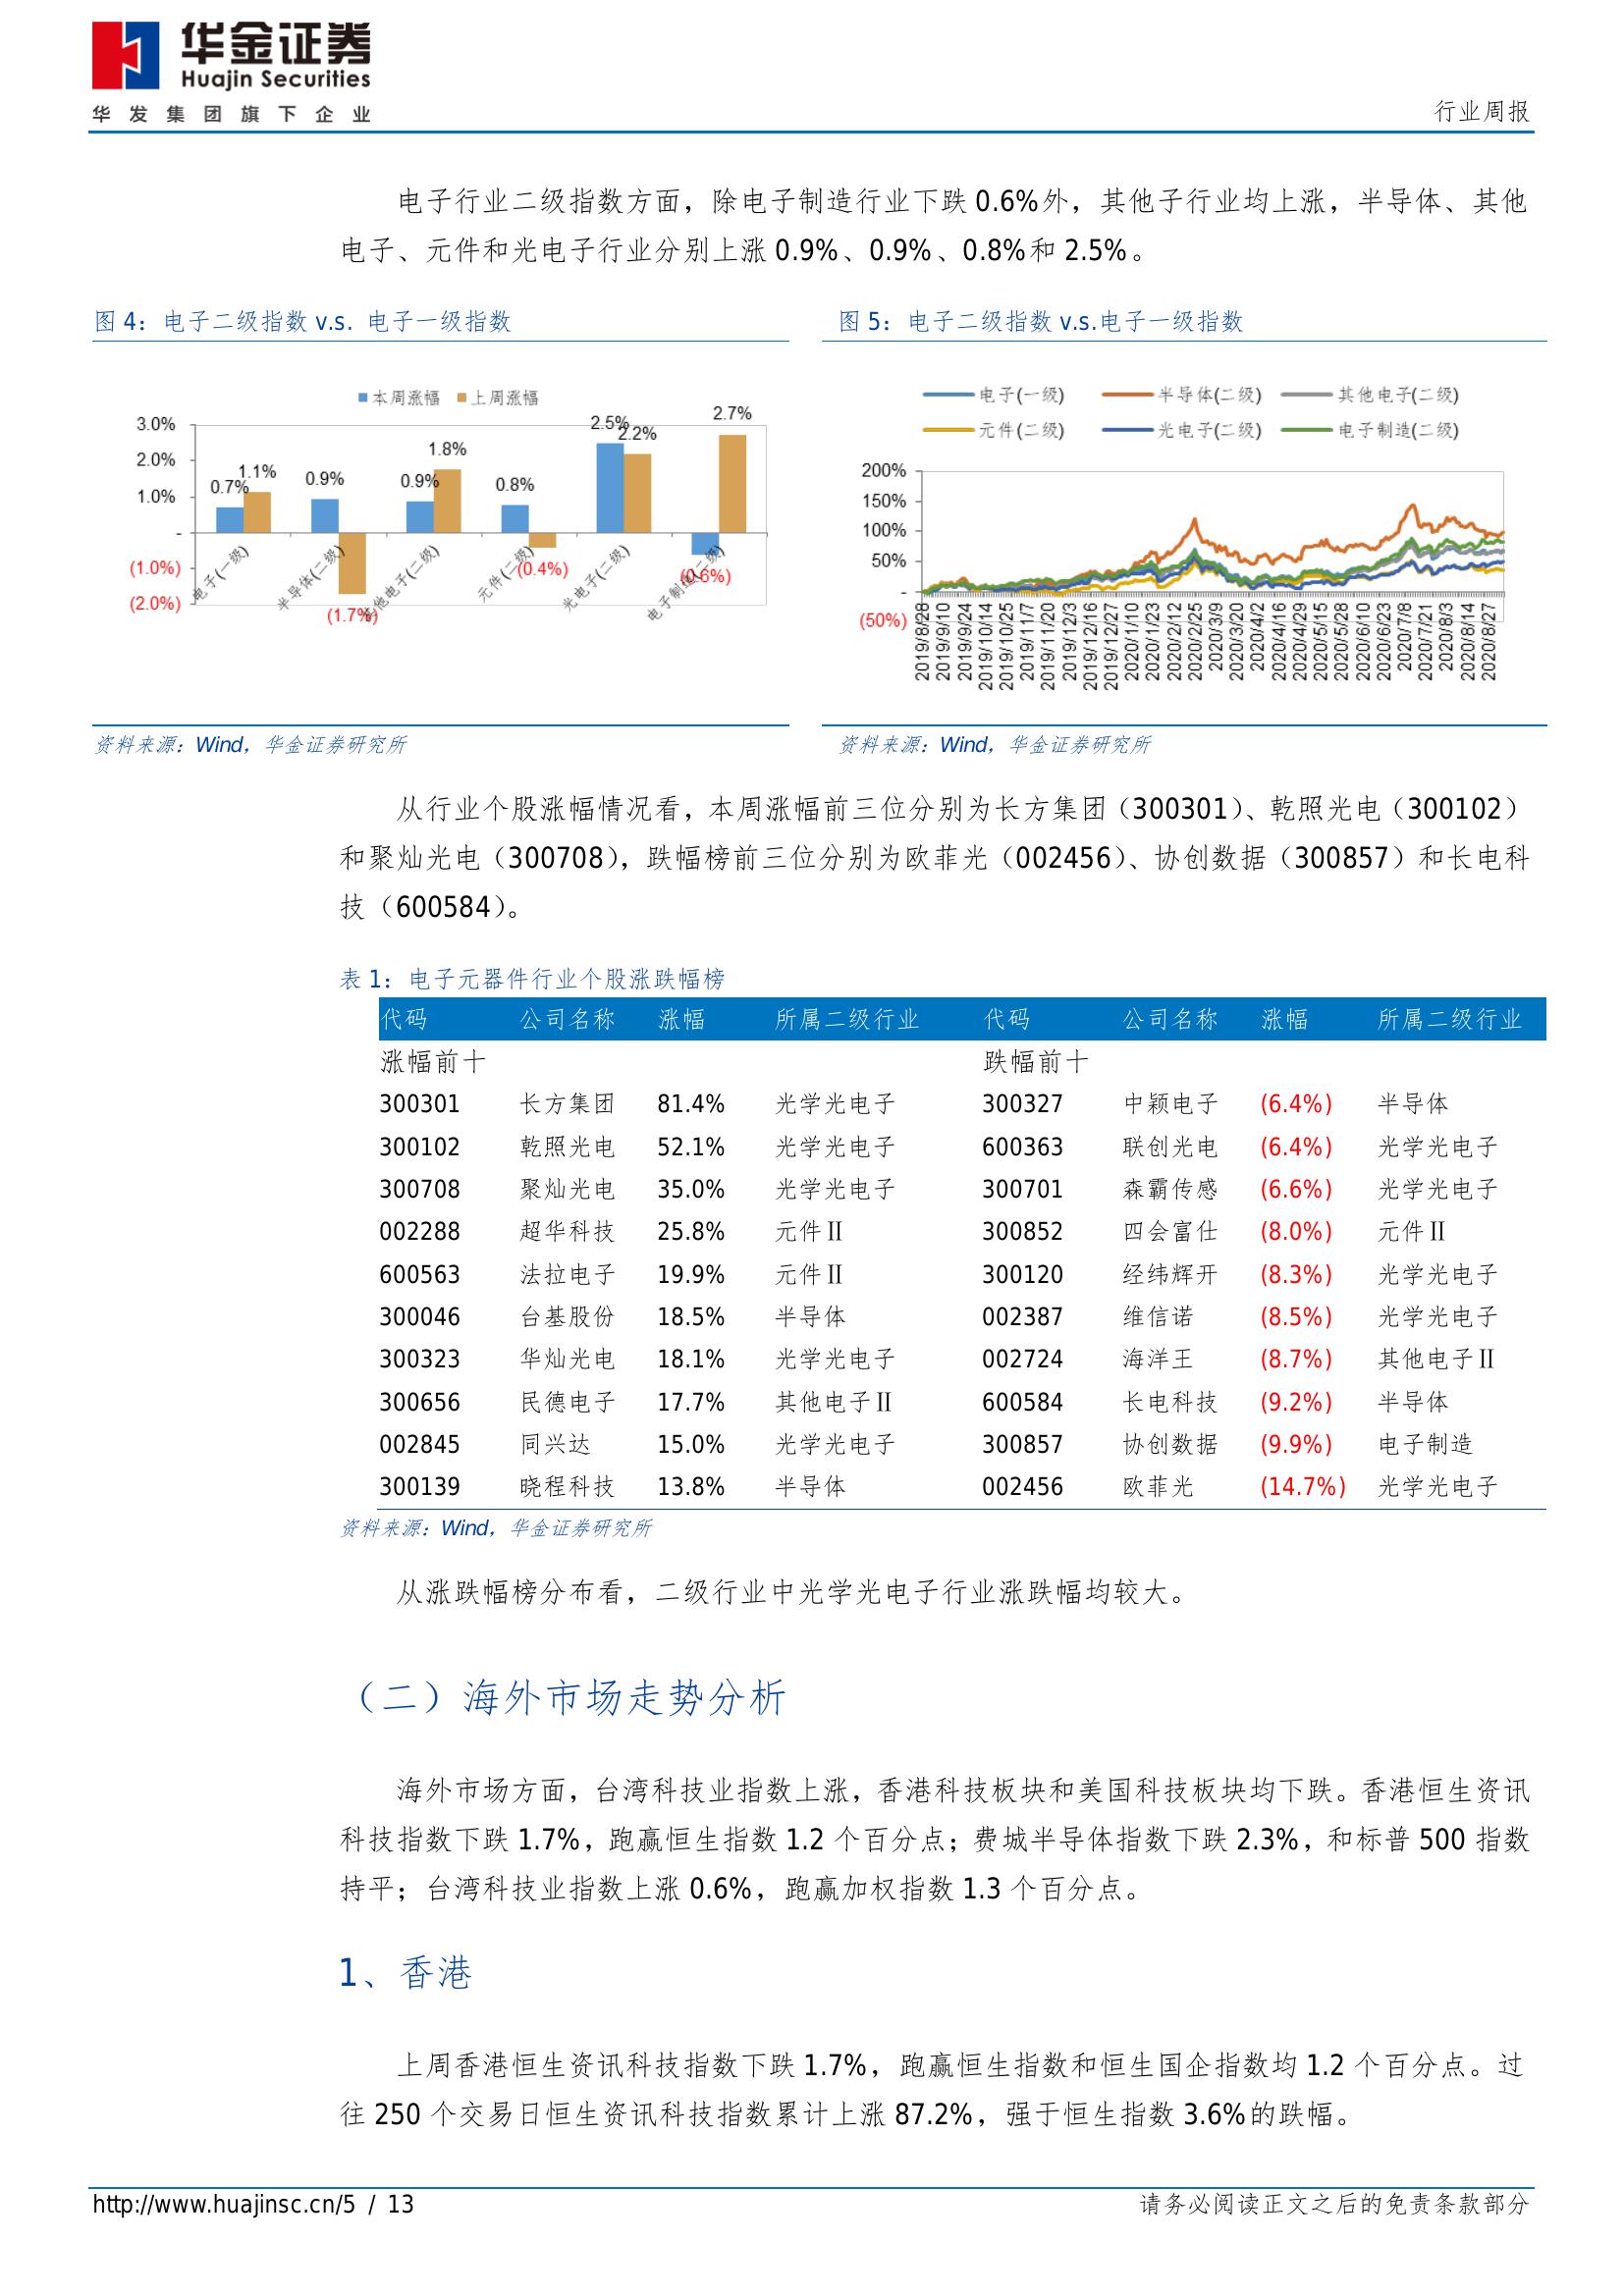 华金证券
Huajin Securities
华发集团旗下企业
行业周报
电子行业二级指数方面，除电子制造行业下跌 0.6%外，其他子行业均上涨，半导体、其他
电子、元件和光电子行业分别上涨 0.9%、0.9%、0.8%和 2.5%。
图 4：电子二级指数 v.s. 电子一级指数
本周涨幅 上周涨幅
3.0%
2.0%
1.0%
-
(1.0%)
(2.0%)
0.7% 1.1% 0.9% (1.7%) 0.9% 1.8% 0.8% (0.4%) 2.5% 2.2% (0.6%) 2.7%
电子(一级) 半导体(二级) 其他电子(二级) 元件(二级) 光电子(二级) 电子制造(二级)
资料来源：Wind，华金证券研究所
图 5：电子二级指数 v.s.电子一级指数
电子(一级) 半导体(二级) 其他电子(二级)
元件(二级) 光电子(二级) 电子制造(二级)
200%
150%
100%
50%
-
(50%)
2019/8/28 2019/9/10 2019/9/24 2019/10/14 2019/10/25 2019/11/7 2019/11/20 2019/12/3 2019/12/16 2019/12/27 2020/1/10 2020/1/23 2020/2/12 2020/2/25 2020/3/9 2020/3/20 2020/4/2 2020/4/16 2020/4/29 2020/5/15 2020/5/28 2020/6/10 2020/6/23 2020/7/8 2020/7/21 2020/8/3 2020/8/14 2020/8/27
资料来源：Wind，华金证券研究所
从行业个股涨幅情况看，本周涨幅前三位分别为长方集团（300301）、乾照光电（300102）
和聚灿光电（300708），跌幅榜前三位分别为欧菲光（002456）、协创数据（300857）和长电科
技（600584）。
表 1：电子元器件行业个股涨跌幅榜
代码 公司名称 涨幅 所属二级行业 代码 公司名称 涨幅 所属二级行业
涨幅前十 跌幅前十
300301 长方集团 81.4% 光学光电子 300327 中颖电子 (6.4%) 半导体
300102 乾照光电 52.1% 光学光电子 600363 联创光电 (6.4%) 光学光电子
300708 聚灿光电 35.0% 光学光电子 300701 森霸传感 (6.6%) 光学光电子
002288 超华科技 25.8% 元件Ⅱ 300852 四会富仕 (8.0%) 元件Ⅱ
600563 法拉电子 19.9% 元件Ⅱ 300120 经纬辉开 (8.3%) 光学光电子
300046 台基股份 18.5% 半导体 002387 维信诺 (8.5%) 光学光电子
300323 华灿光电 18.1% 光学光电子 002724 海洋王 (8.7%) 其他电子Ⅱ
300656 民德电子 17.7% 其他电子Ⅱ 600584 长电科技 (9.2%) 半导体
002845 同兴达 15.0% 光学光电子 300857 协创数据 (9.9%) 电子制造
300139 晓程科技 13.8% 半导体 002456 欧菲光 (14.7%) 光学光电子
资料来源：Wind，华金证券研究所
从涨跌幅榜分布看，二级行业中光学光电子行业涨跌幅均较大。
（二）海外市场走势分析
海外市场方面，台湾科技业指数上涨，香港科技板块和美国科技板块均下跌。香港恒生资讯
科技指数下跌 1.7%，跑赢恒生指数 1.2 个百分点；费城半导体指数下跌 2.3%，和标普 500 指数
持平；台湾科技业指数上涨 0.6%，跑赢加权指数 1.3 个百分点。
1、香港
上周香港恒生资讯科技指数下跌 1.7%，跑赢恒生指数和恒生国企指数均 1.2 个百分点。过
往 250 个交易日恒生资讯科技指数累计上涨 87.2%，强于恒生指数 3.6%的跌幅。
http://www.huajinsc.cn/5 / 13
请务必阅读正文之后的免责条款部分